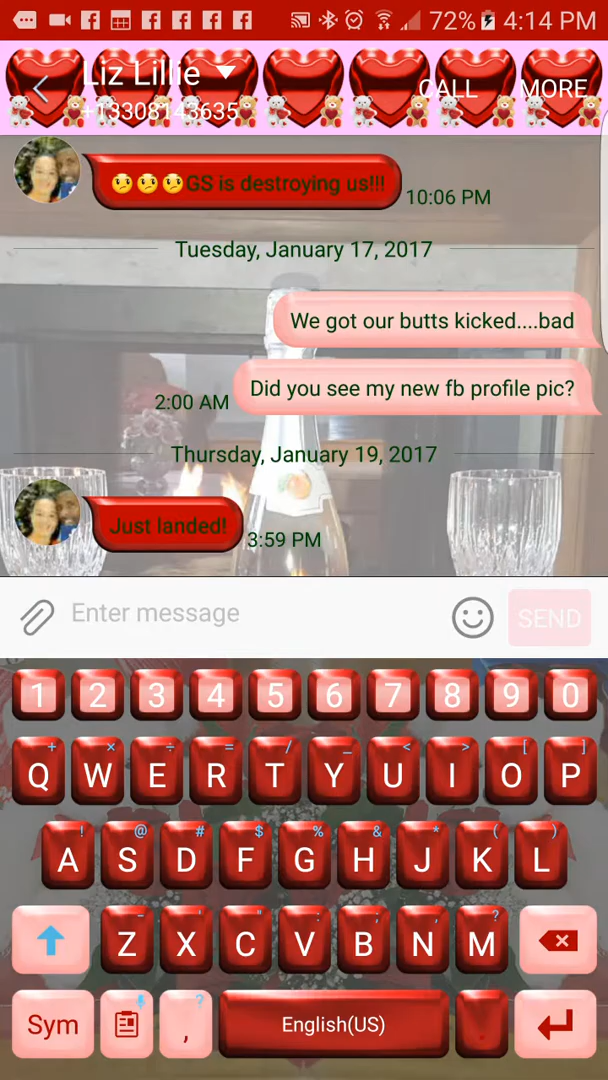 72% 4:14 PM
Liz Lillie
CALL MORE
+13308143635
😞😞😞GS is destroying us!!!
10:06 PM
Tuesday, January 17, 2017
We got our butts kicked....bad
Did you see my new fb profile pic?
2:00 AM
Thursday, January 19, 2017
Just landed!
3:59 PM
Enter message
SEND
1 2 3 4 5 6 7 8 9 0
+ × ÷ = / _ < > [ ]
Q W E R T Y U I O P
! @ # $ % & * ( )
A S D F G H J K L
- ' " : ; , ?
Z X C V B N M
?
Sym , English(US) .